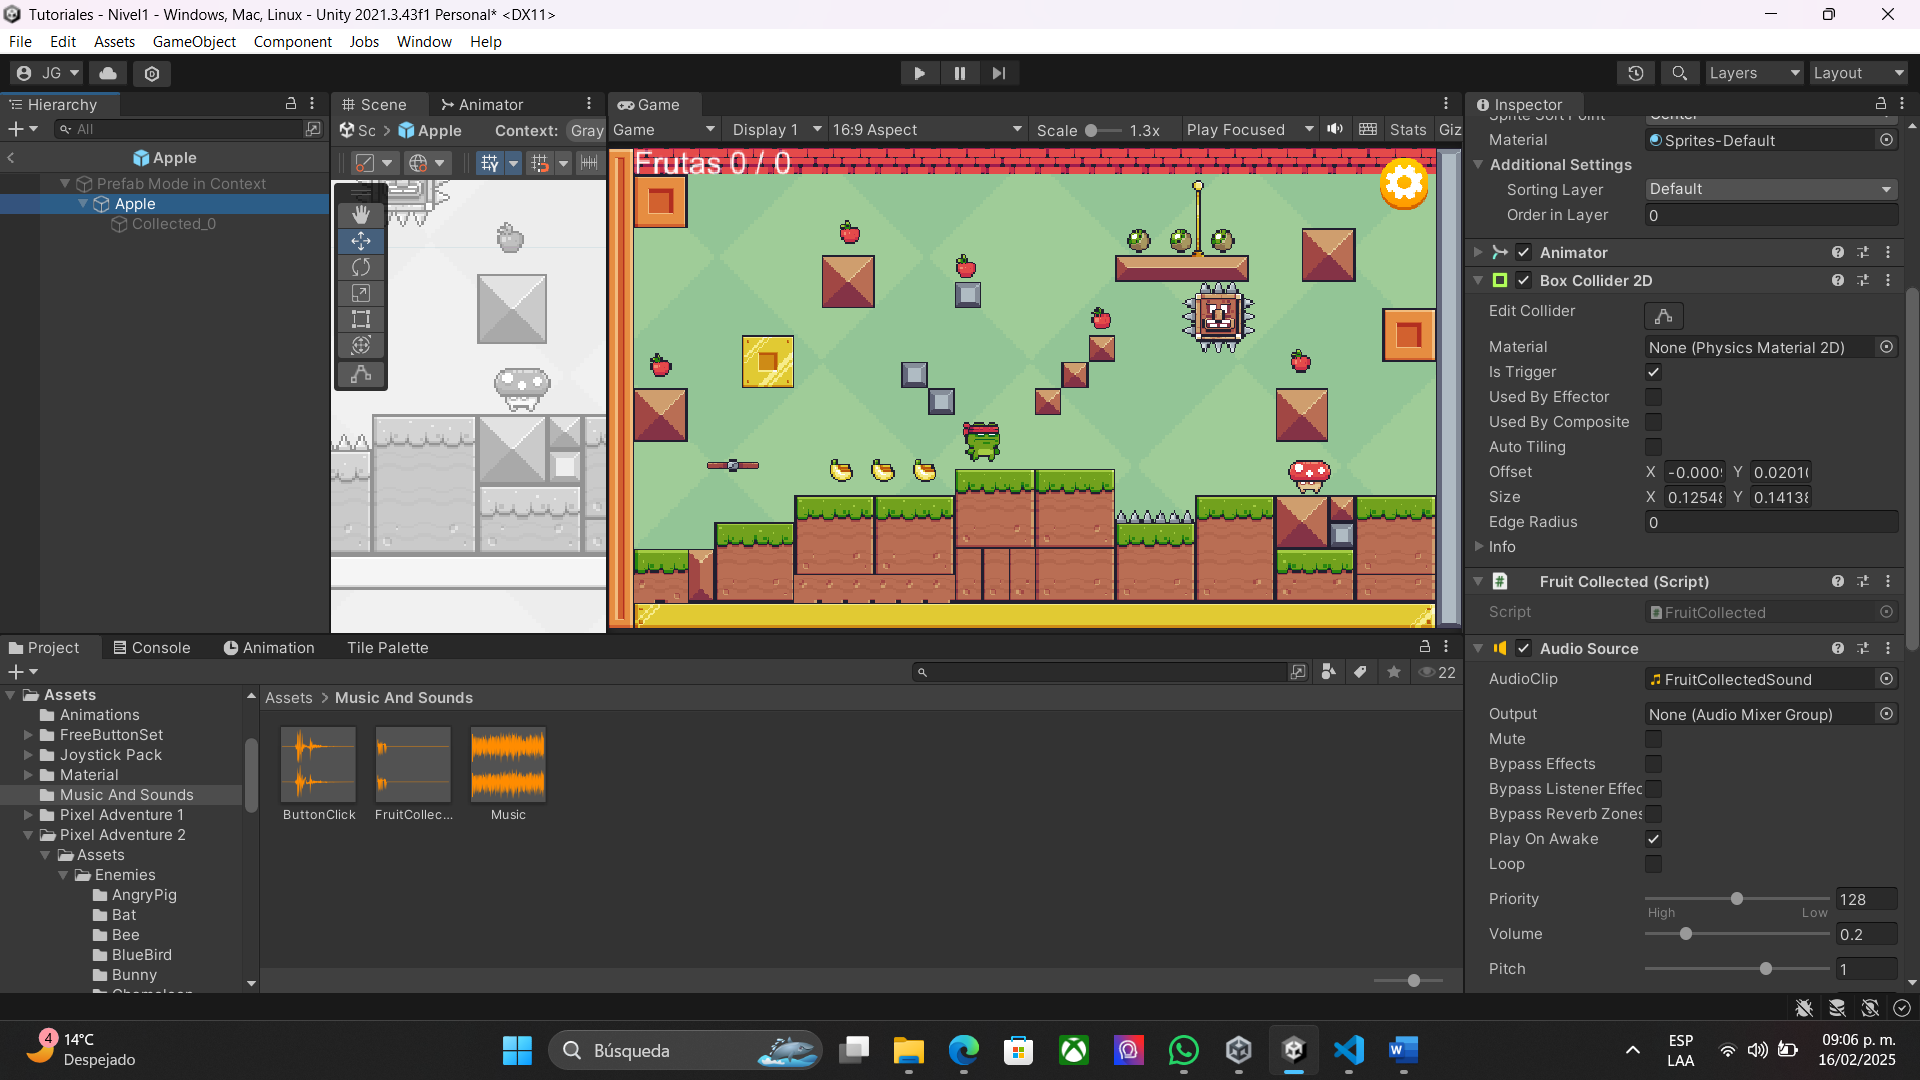 Tutoriales - Nivel1 - Windows, Mac, Linux - Unity 2021.3.43f1 Personal* <DX11>
File Edit Assets GameObject Component Jobs Window Help
JG Layers Layout
Hierarchy
All
Apple
Prefab Mode in Context
Apple
Collected_0
Scene Animator
Sc Apple Context: Gray
Game
Game Display 1 16:9 Aspect Scale 1.3x Play Focused Stats Giz
Frutas 0 / 0
Inspector
Material Sprites-Default
Additional Settings
Sorting Layer Default
Order in Layer 0
Animator
Box Collider 2D
Edit Collider
Material None (Physics Material 2D)
Is Trigger
Used By Effector
Used By Composite
Auto Tiling
Offset X -0.0009 Y 0.0201(
Size X 0.12548 Y 0.14138
Edge Radius 0
Info
Fruit Collected (Script)
Script FruitCollected
Audio Source
AudioClip FruitCollectedSound
Output None (Audio Mixer Group)
Mute
Bypass Effects
Bypass Listener Effec
Bypass Reverb Zones
Play On Awake
Loop
Priority 128
High Low
Volume 0.2
Pitch 1
Project Console Animation Tile Palette
22
Assets
Animations
FreeButtonSet
Joystick Pack
Material
Music And Sounds
Pixel Adventure 1
Pixel Adventure 2
Assets
Enemies
AngryPig
Bat
Bee
BlueBird
Bunny
Assets > Music And Sounds
ButtonClick FruitCollec... Music
4
14°C
Despejado
Búsqueda
ESP
LAA
09:06 p. m.
16/02/2025